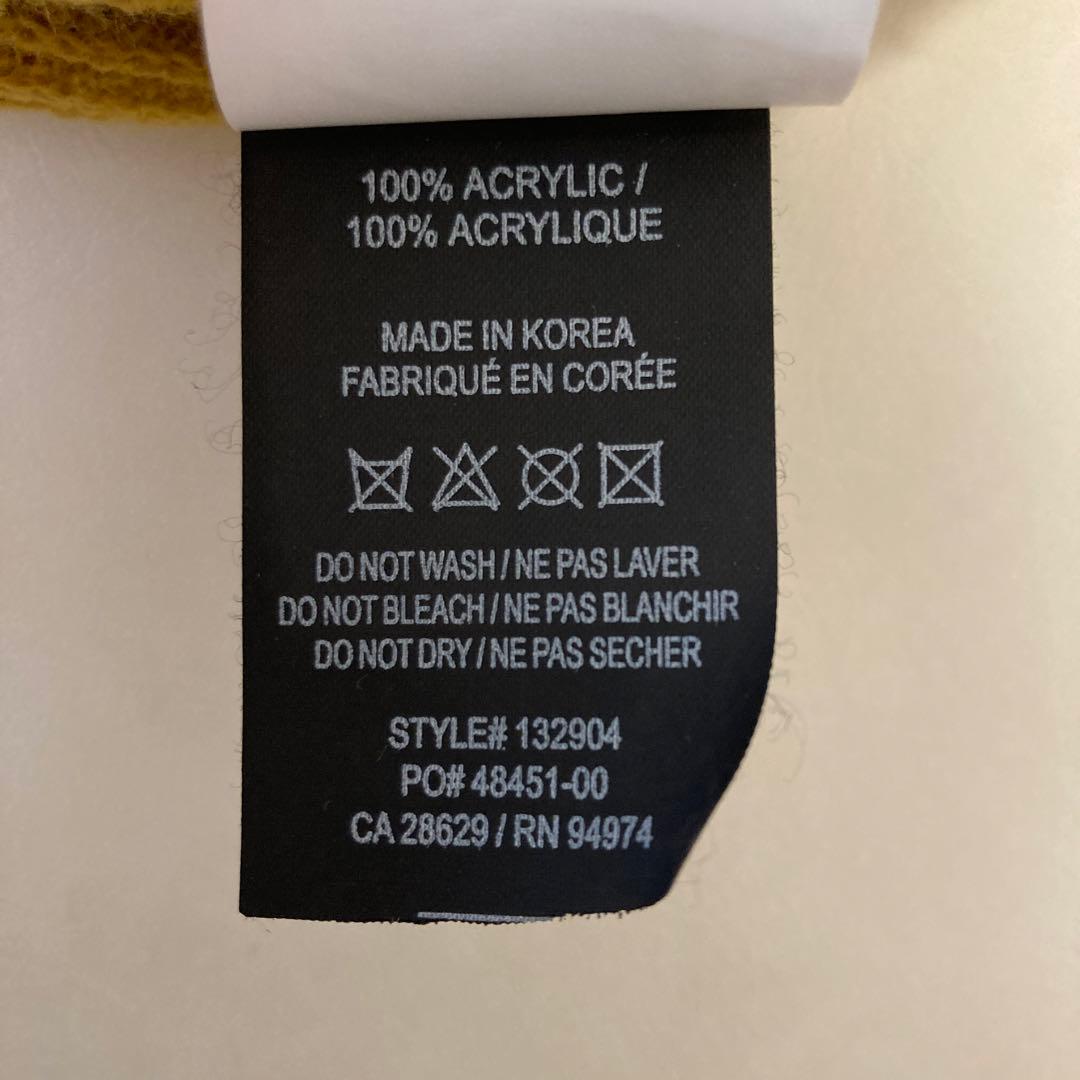 100% ACRYLIC /
100% ACRYLIQUE
MADE IN KOREA
FABRIQUÉ EN CORÉE
DO NOT WASH / NE PAS LAVER
DO NOT BLEACH / NE PAS BLANCHIR
DO NOT DRY / NE PAS SECHER
STYLE# 132904
PO# 48451-00
CA 28629 / RN 94974